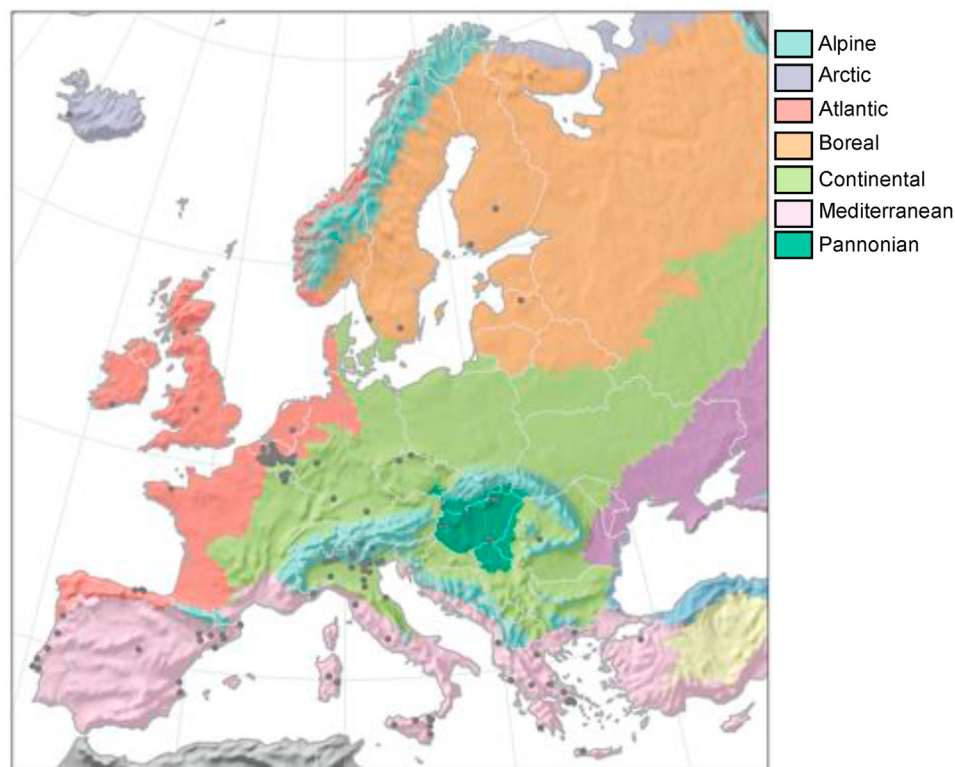 Alpine
Arctic
Atlantic
Boreal
Continental
Mediterranean
Pannonian